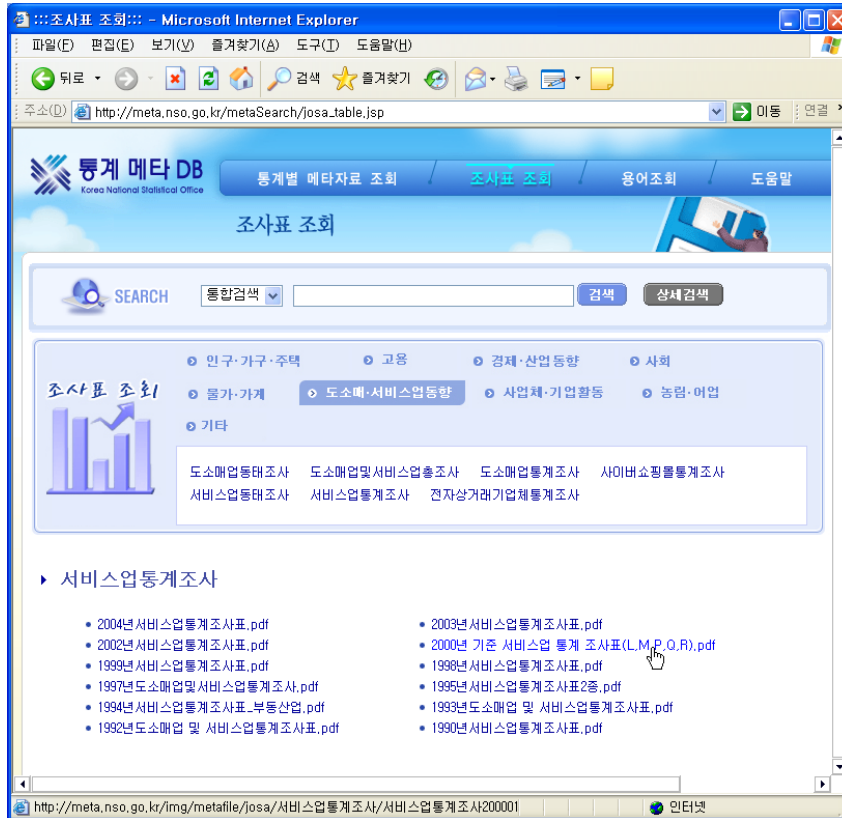 :::조사표 조회::: - Microsoft Internet Explorer
파일(F) 편집(E) 보기(V) 즐겨찾기(A) 도구(T) 도움말(H)
뒤로 검색 즐겨찾기
주소(D) http://meta.nso.go.kr/metaSearch/josa_table.jsp 이동 연결
통계 메타 DB
Korea National Statistical Office
통계별 메타자료 조회 / 조사표 조회 / 용어조회 / 도움말
조사표 조회
SEARCH 통합검색 검색 상세검색
조사표 조회
인구·가구·주택 고용 경제·산업동향 사회
물가·가계 도소매·서비스업동향 사업체·기업활동 농림·어업
기타
도소매업동태조사 도소매업및서비스업총조사 도소매업통계조사 사이버쇼핑몰통계조사
서비스업동태조사 서비스업통계조사 전자상거래기업체통계조사
서비스업통계조사
• 2004년서비스업통계조사표.pdf • 2003년서비스업통계조사표.pdf
• 2002년서비스업통계조사표.pdf • 2000년 기준 서비스업 통계 조사표(L,M,P,Q,R).pdf
• 1999년서비스업통계조사표.pdf • 1998년서비스업통계조사표.pdf
• 1997년도소매업및서비스업통계조사.pdf • 1995년서비스업통계조사표2종.pdf
• 1994년서비스업통계조사표_부동산업.pdf • 1993년도소매업 및 서비스업통계조사표.pdf
• 1992년도소매업 및 서비스업통계조사표.pdf • 1990년서비스업통계조사표.pdf
http://meta.nso.go.kr/img/metafile/josa/서비스업통계조사/서비스업통계조사200001 인터넷